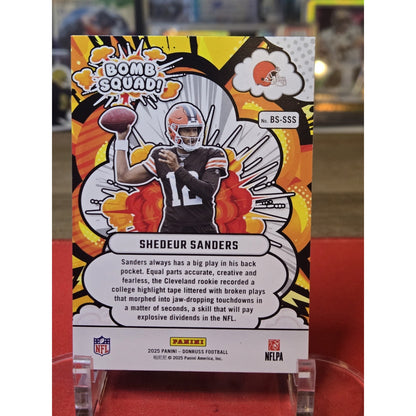 BOMB
SQUAD!
No. BS-SSS
12
SHEDEUR SANDERS
Sanders always has a big play in his back
pocket. Equal parts accurate, creative and
fearless, the Cleveland rookie recorded a
college highlight tape littered with broken plays
that morphed into jaw-dropping touchdowns in
a matter of seconds, a skill that will pay
explosive dividends in the NFL.
NFL
PANINI
NFLPA
2025 PANINI - DONRUSS FOOTBALL
© 2025 Panini America, Inc.